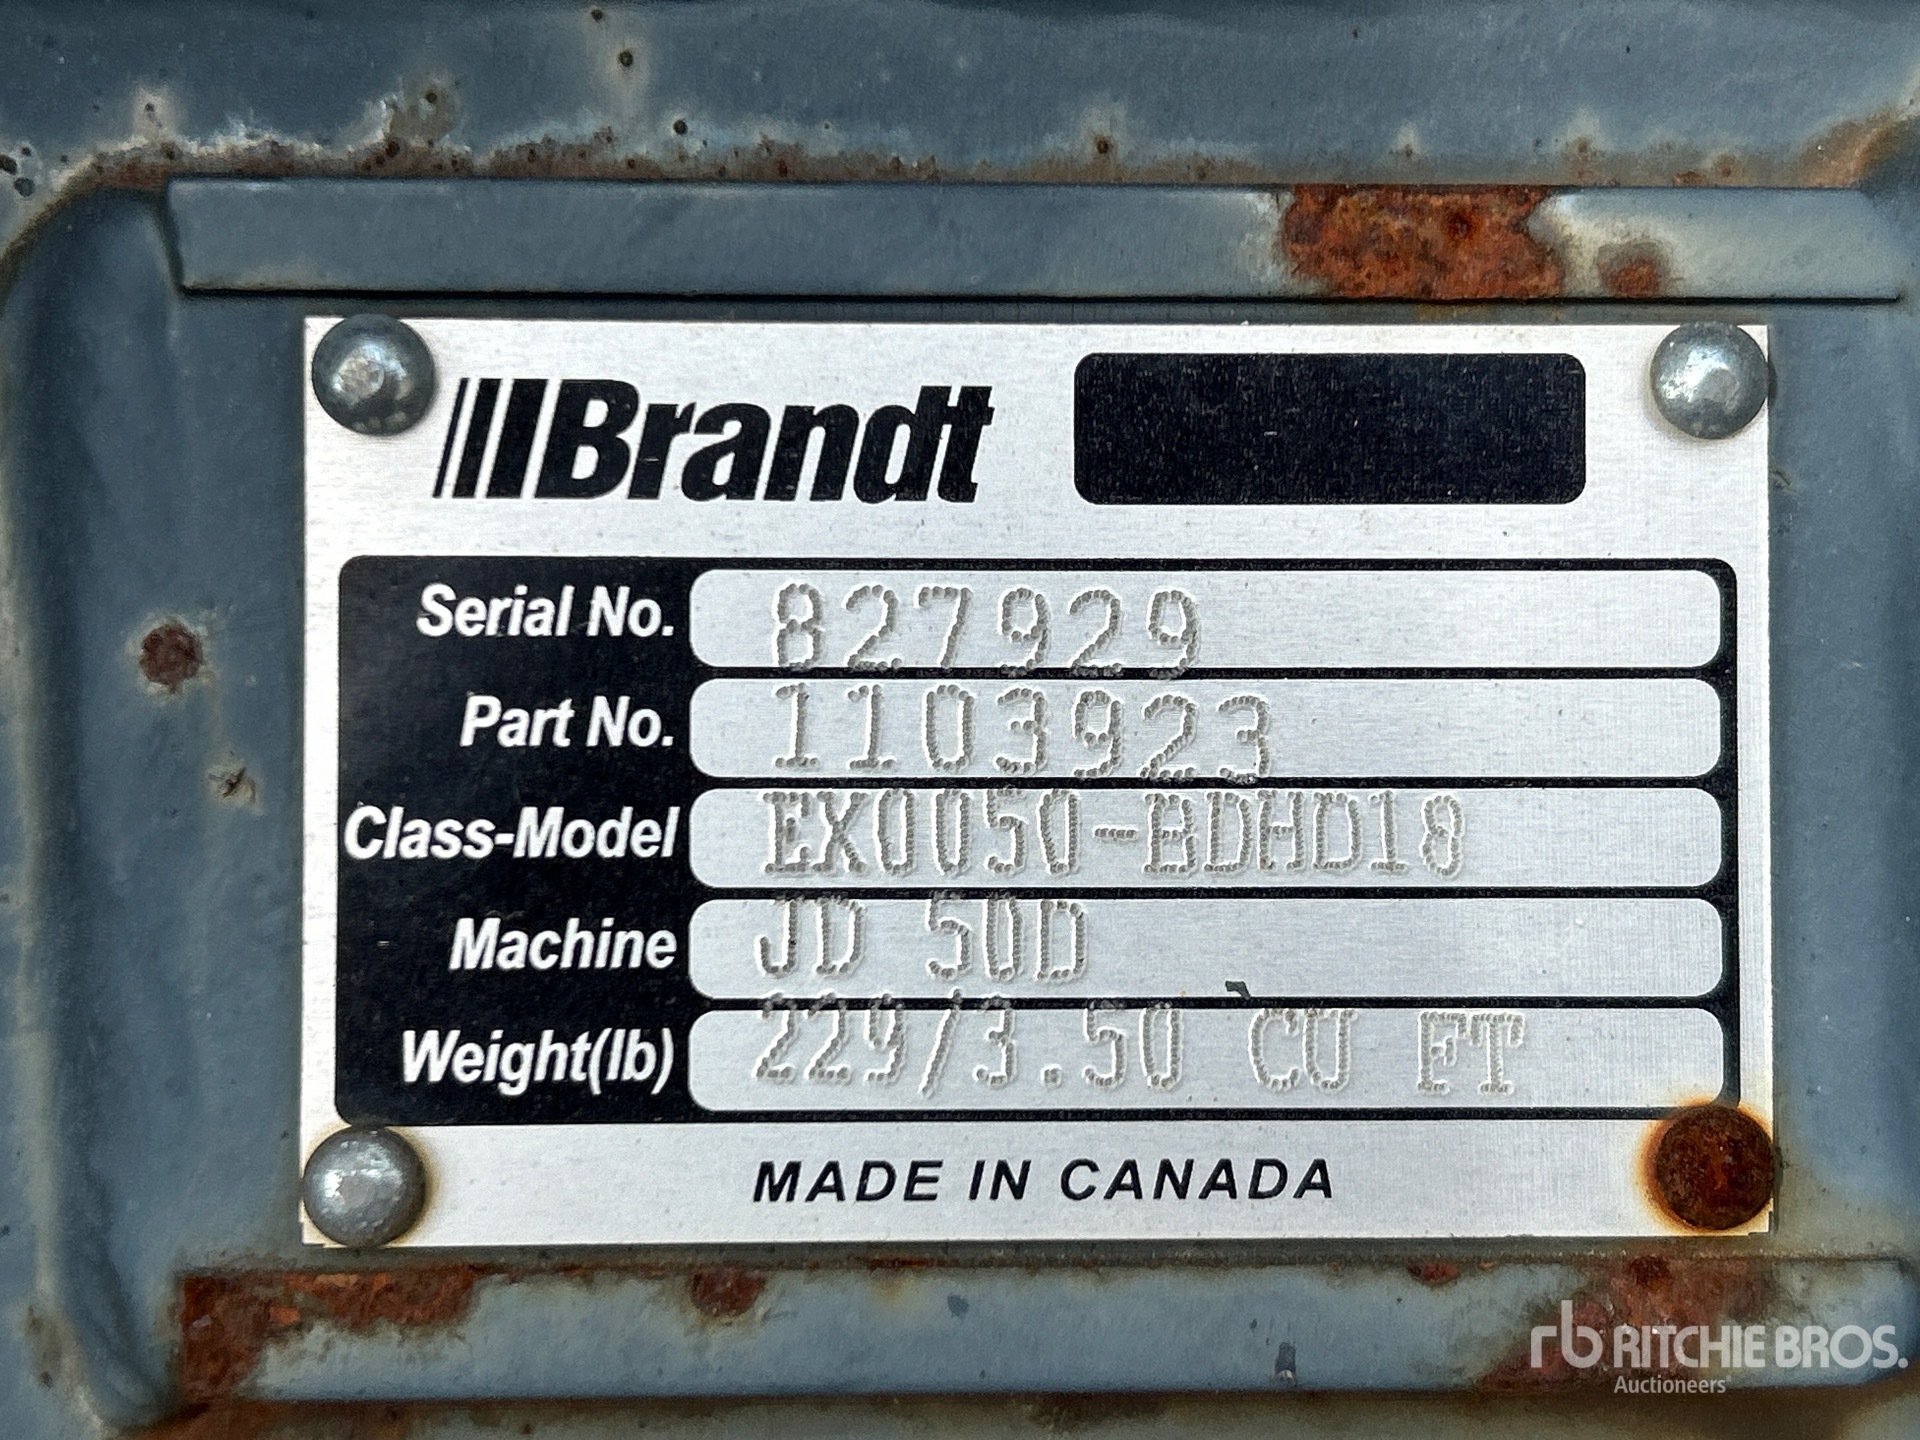 Brandt
Serial No. 827929
Part No. 1103923
Class-Model EX0050-BDHD18
Machine JD 50D
Weight(lb) 229/3.50 CU FT
MADE IN CANADA
rb RITCHIE BROS.
Auctioneers